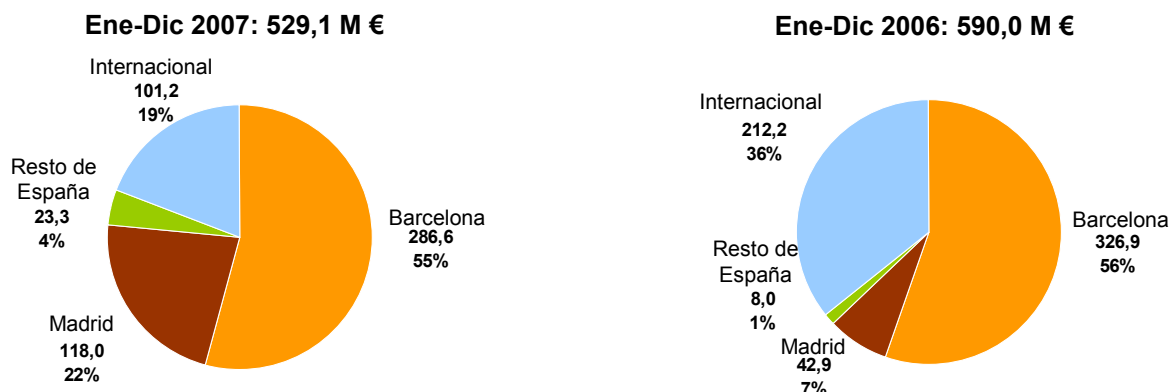 Ene-Dic 2007: 529,1 M €
Internacional
101,2
19%
Resto de
España
23,3
4%
Madrid
118,0
22%
Barcelona
286,6
55%
Ene-Dic 2006: 590,0 M €
Internacional
212,2
36%
Resto de
España
8,0
1%
Madrid
42,9
7%
Barcelona
326,9
56%